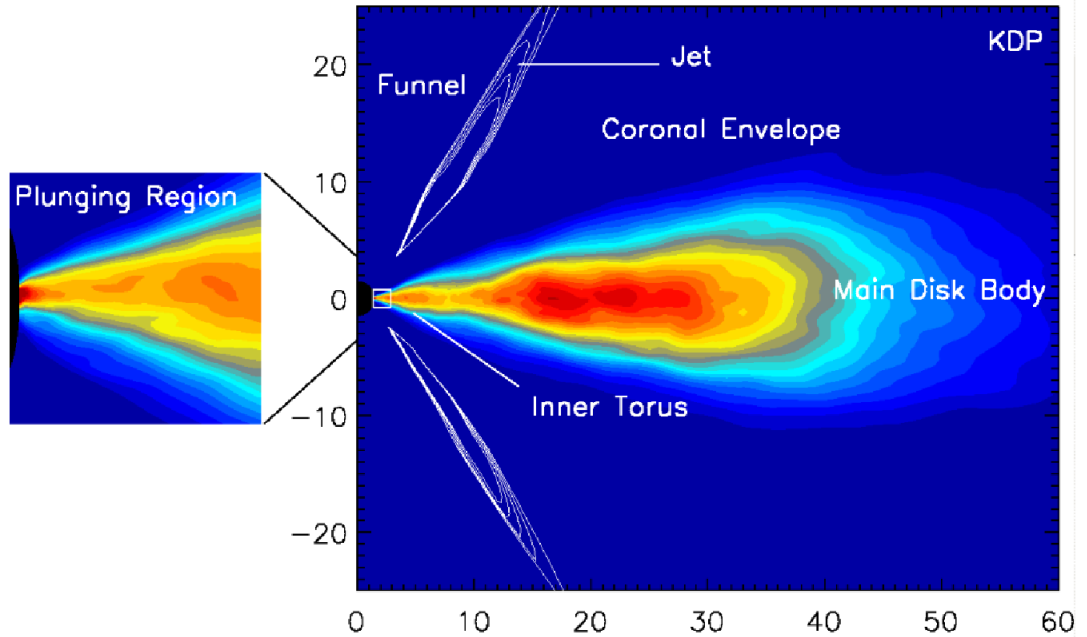 KDP
Jet
Funnel
Coronal Envelope
Plunging Region
Main Disk Body
Inner Torus
20
10
0
−10
−20
0 10 20 30 40 50 60